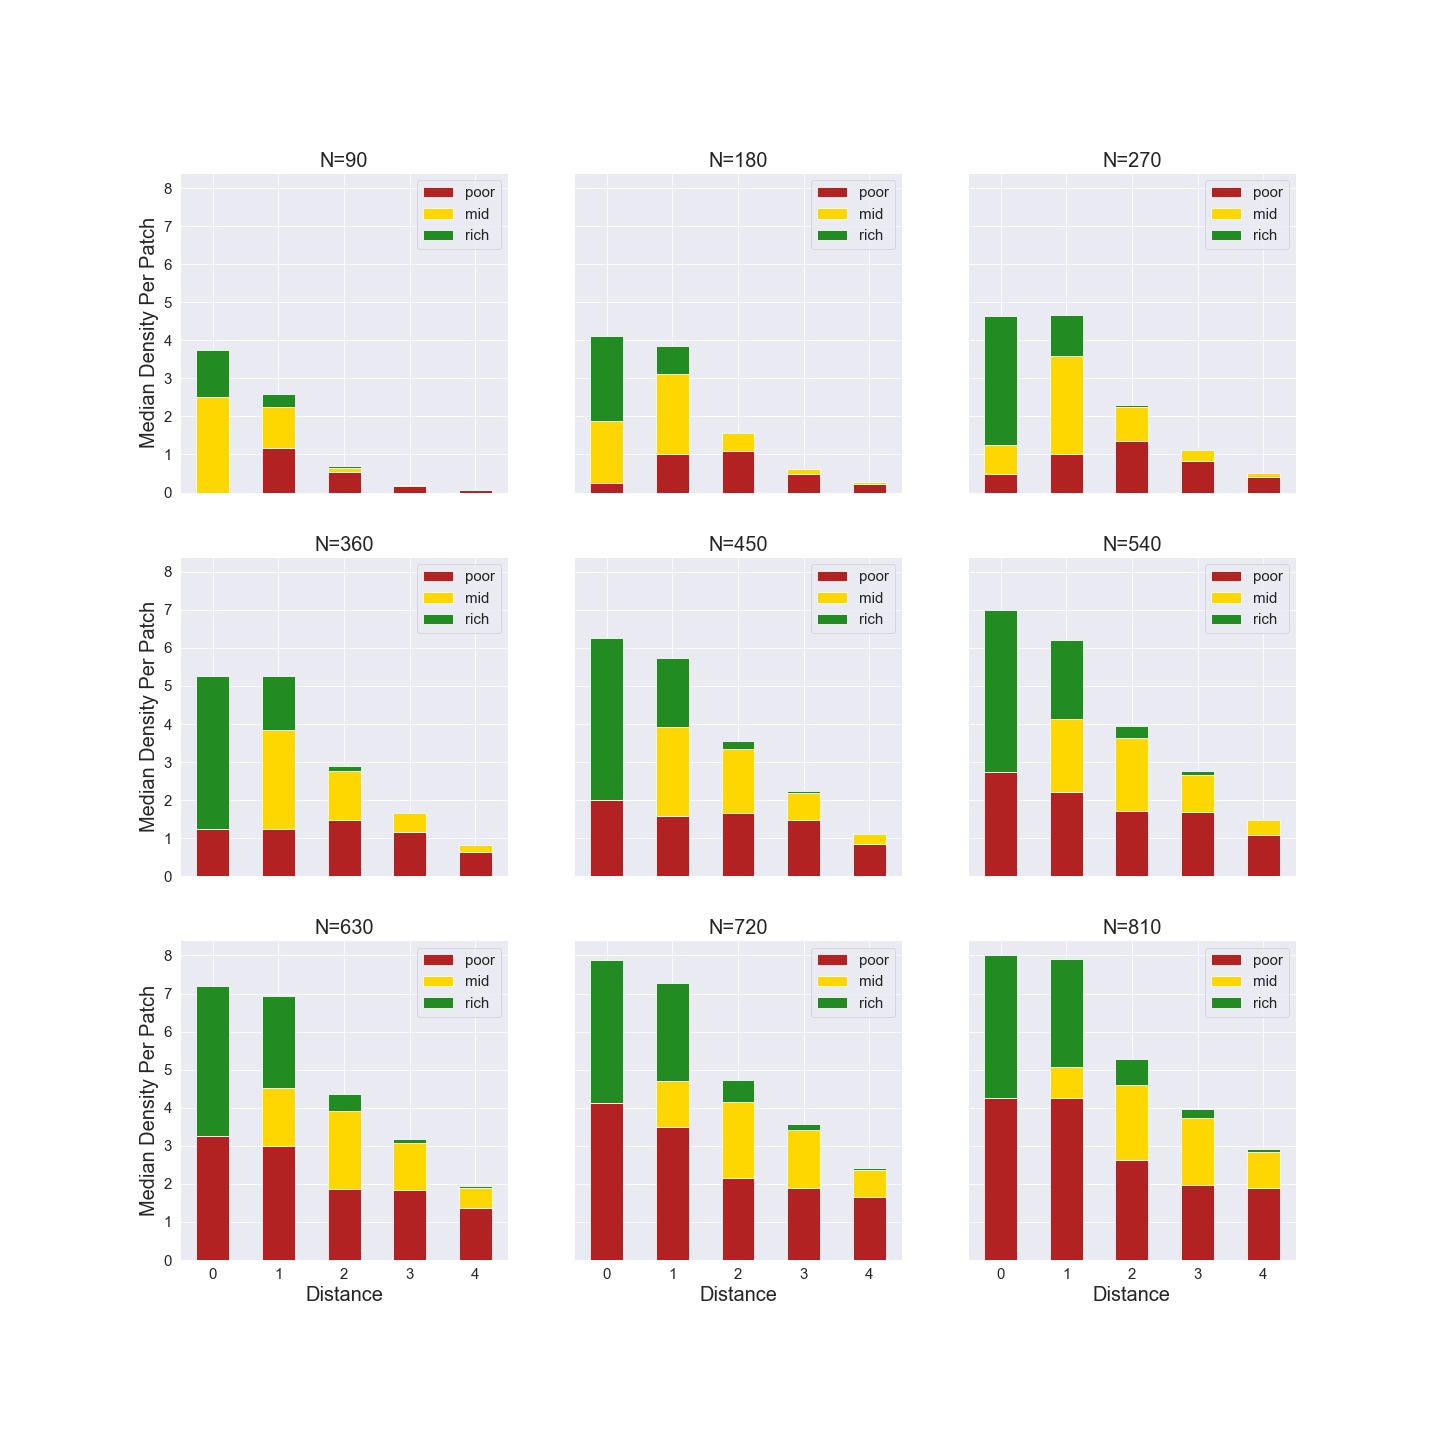 N=90
N=180
N=270
8
7
6
5
4
3
2
1
0
Median Density Per Patch
poor
mid
rich
poor
mid
rich
poor
mid
rich
N=360
N=450
N=540
8
7
6
5
4
3
2
1
0
Median Density Per Patch
poor
mid
rich
poor
mid
rich
poor
mid
rich
N=630
N=720
N=810
8
7
6
5
4
3
2
1
0
Median Density Per Patch
poor
mid
rich
poor
mid
rich
poor
mid
rich
0 1 2 3 4
0 1 2 3 4
0 1 2 3 4
Distance
Distance
Distance